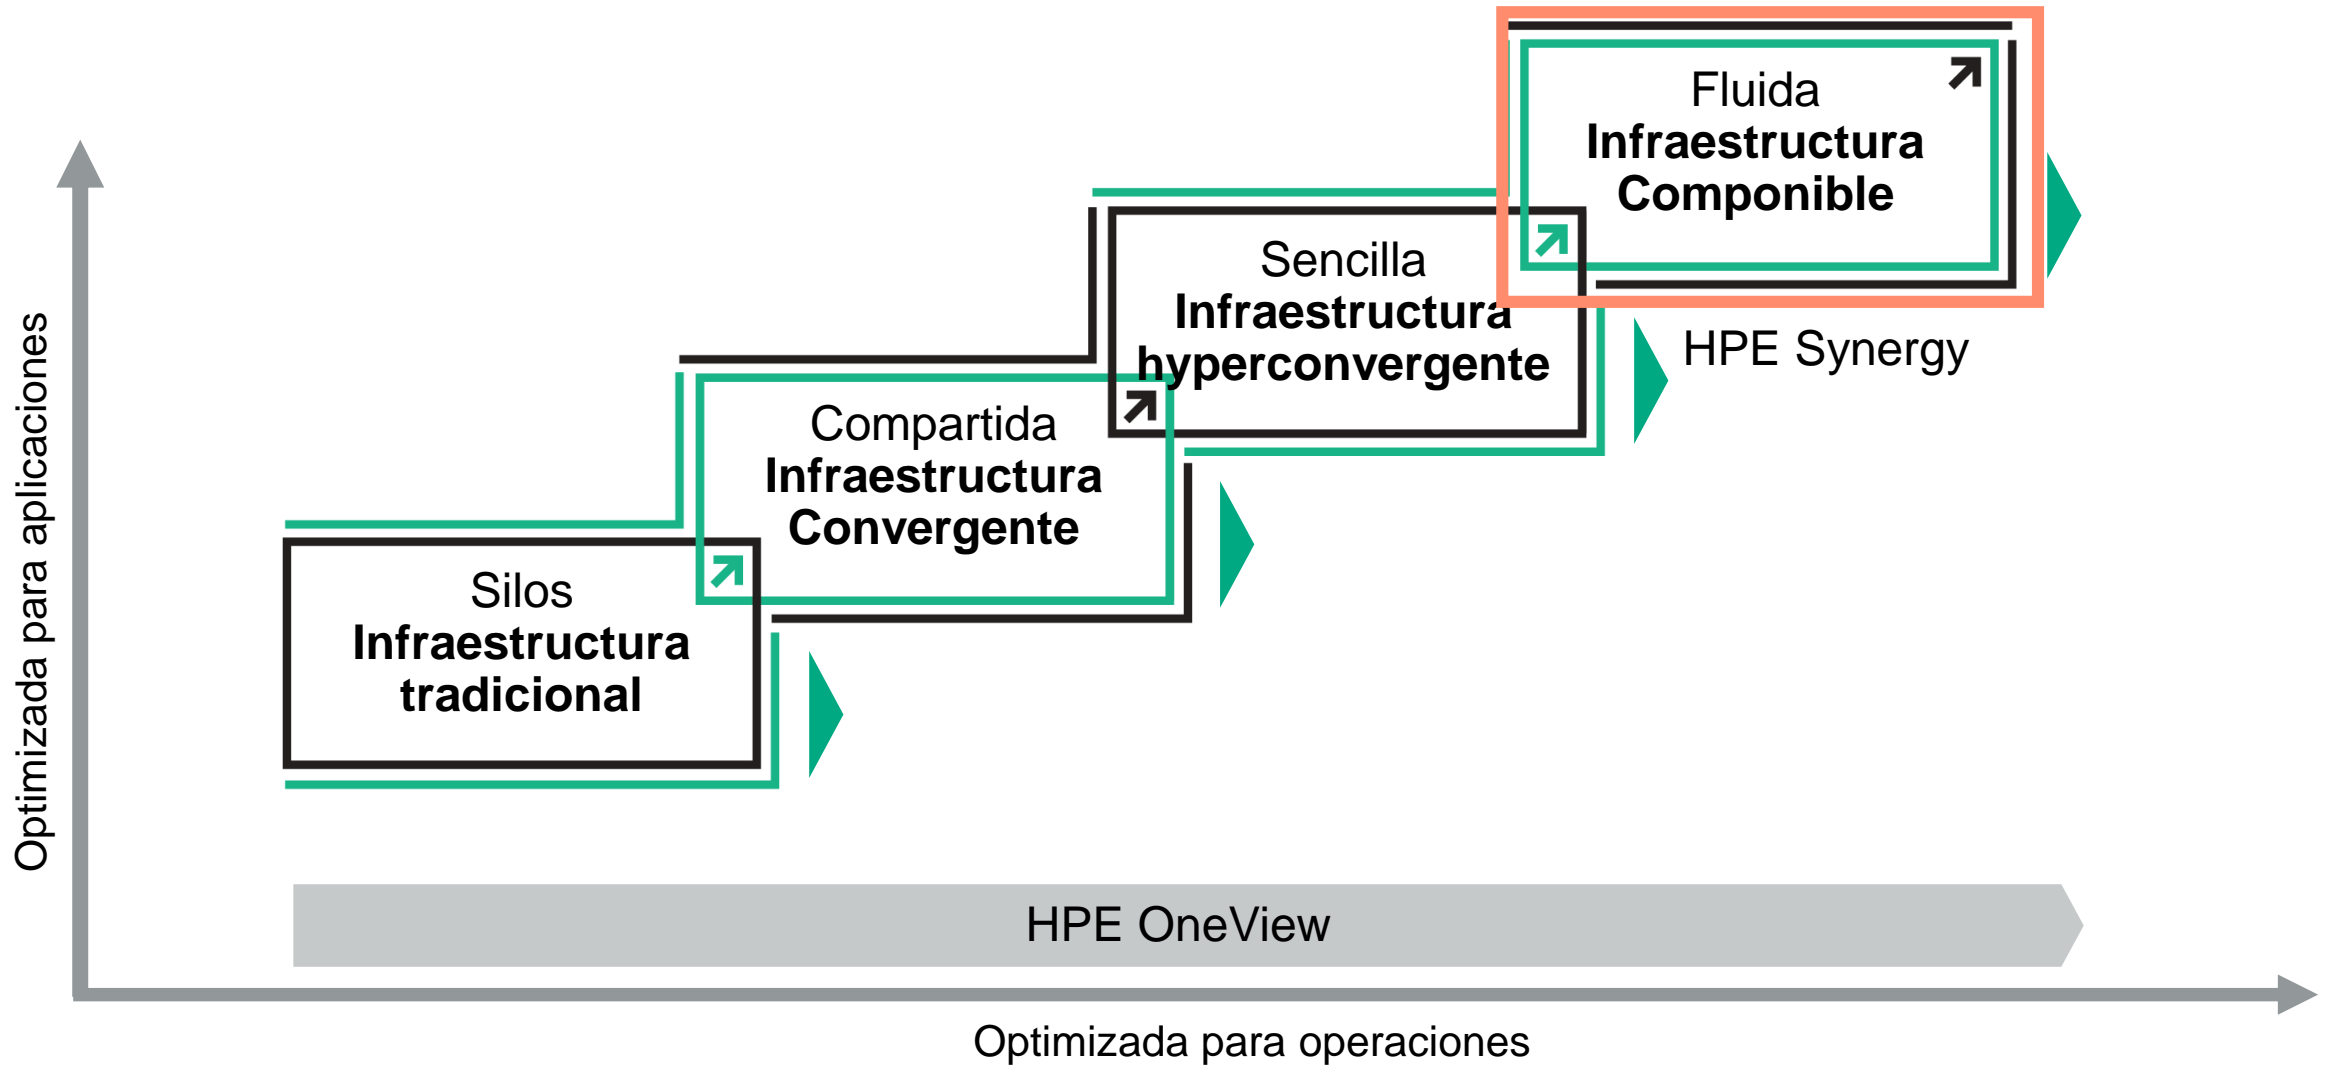 Fluida
Infraestructura
Componible
Sencilla
Infraestructura
hyperconvergente
HPE Synergy
Compartida
Infraestructura
Convergente
Silos
Infraestructura
tradicional
Optimizada para aplicaciones
HPE OneView
Optimizada para operaciones